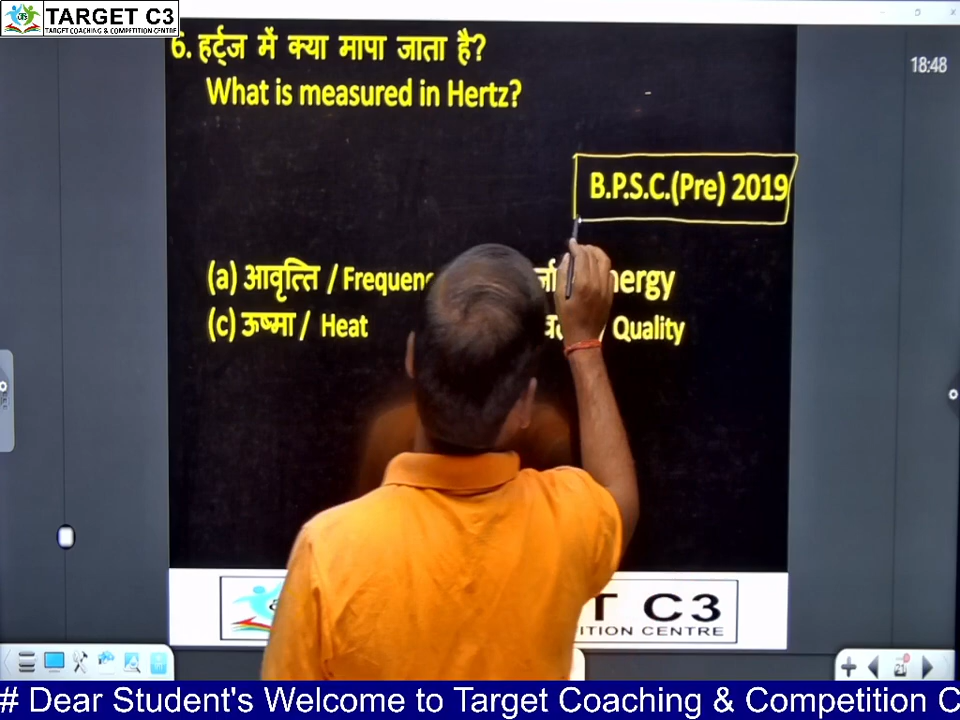 TARGET C3
TARGET COACHING & COMPETITION CENTRE
6. हर्ट्ज में क्या मापा जाता है?
What is measured in Hertz?
18:48
B.P.S.C.(Pre) 2019
(a) आवृत्ति / Frequenc
nergy
(c) ऊष्मा / Heat
Quality
T C3
ITION CENTRE
# Dear Student's Welcome to Target Coaching & Competition C